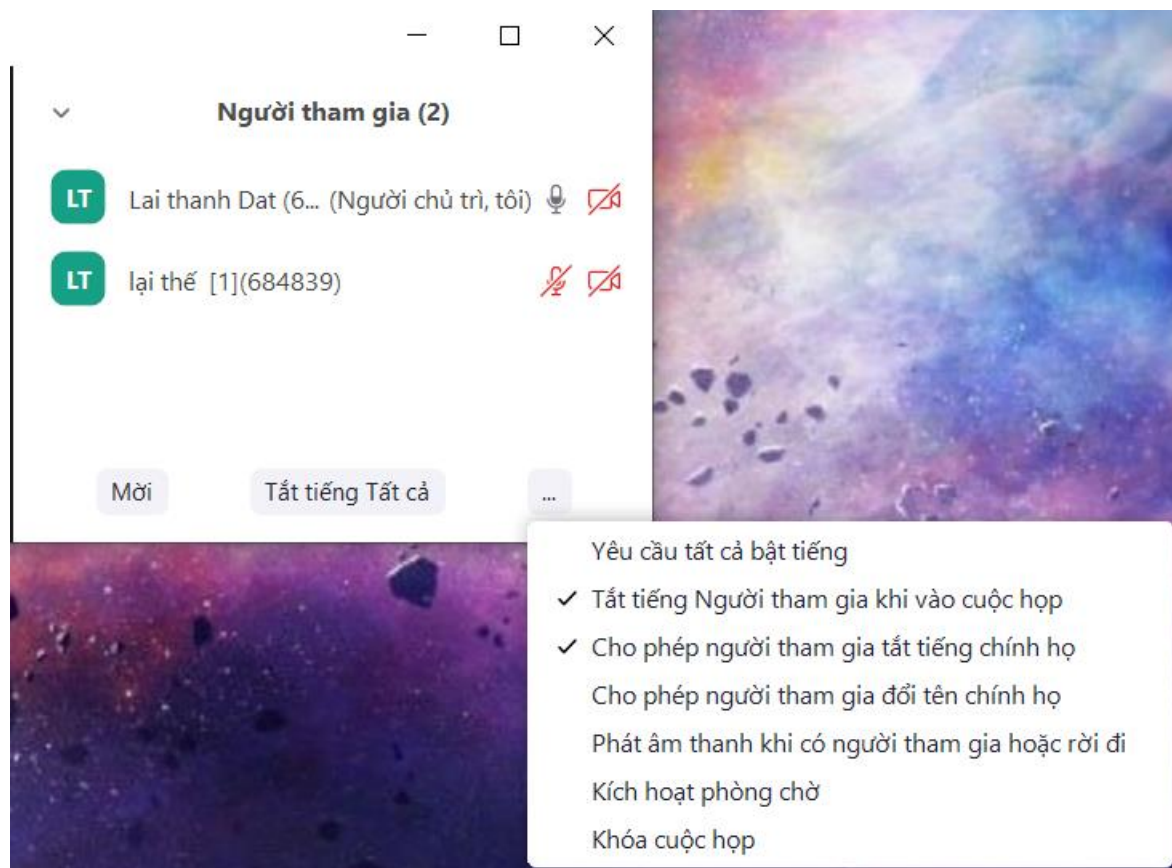 Người tham gia (2)
LT Lai thanh Dat (6... (Người chủ trì, tôi)
LT lại thế [1](684839)
Mời Tắt tiếng Tất cả ...
Yêu cầu tất cả bật tiếng
Tắt tiếng Người tham gia khi vào cuộc họp
Cho phép người tham gia tắt tiếng chính họ
Cho phép người tham gia đổi tên chính họ
Phát âm thanh khi có người tham gia hoặc rời đi
Kích hoạt phòng chờ
Khóa cuộc họp